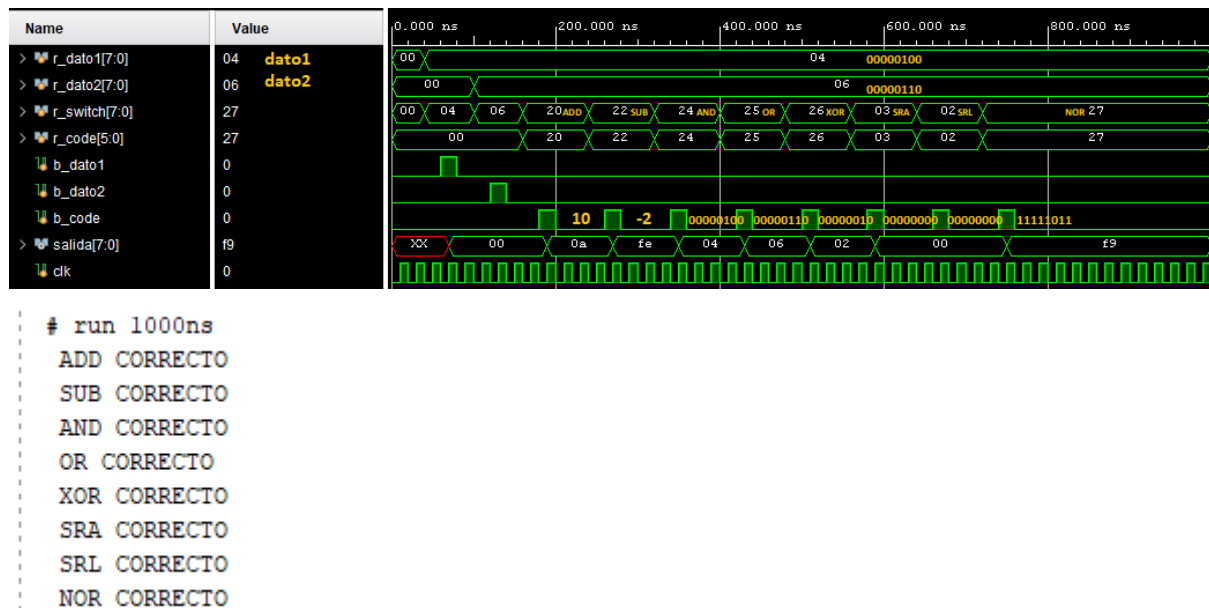 Name Value 0.000 ns 200.000 ns 400.000 ns 600.000 ns 800.000 ns
r_dato1[7:0] 04 dato1 00 04 00000100
r_dato2[7:0] 06 dato2 00 06 00000110
r_switch[7:0] 27 00 04 06 20 ADD 22 SUB 24 AND 25 OR 26 XOR 03 SRA 02 SRL NOR 27
r_code[5:0] 27 00 20 22 24 25 26 03 02 27
b_dato1 0
b_dato2 0
b_code 0 10 -2 00000100 00000110 00000010 00000000 00000000 11111011
salida[7:0] f9 XX 00 0a fe 04 06 02 00 f9
clk 0
# run 1000ns
ADD CORRECTO
SUB CORRECTO
AND CORRECTO
OR CORRECTO
XOR CORRECTO
SRA CORRECTO
SRL CORRECTO
NOR CORRECTO